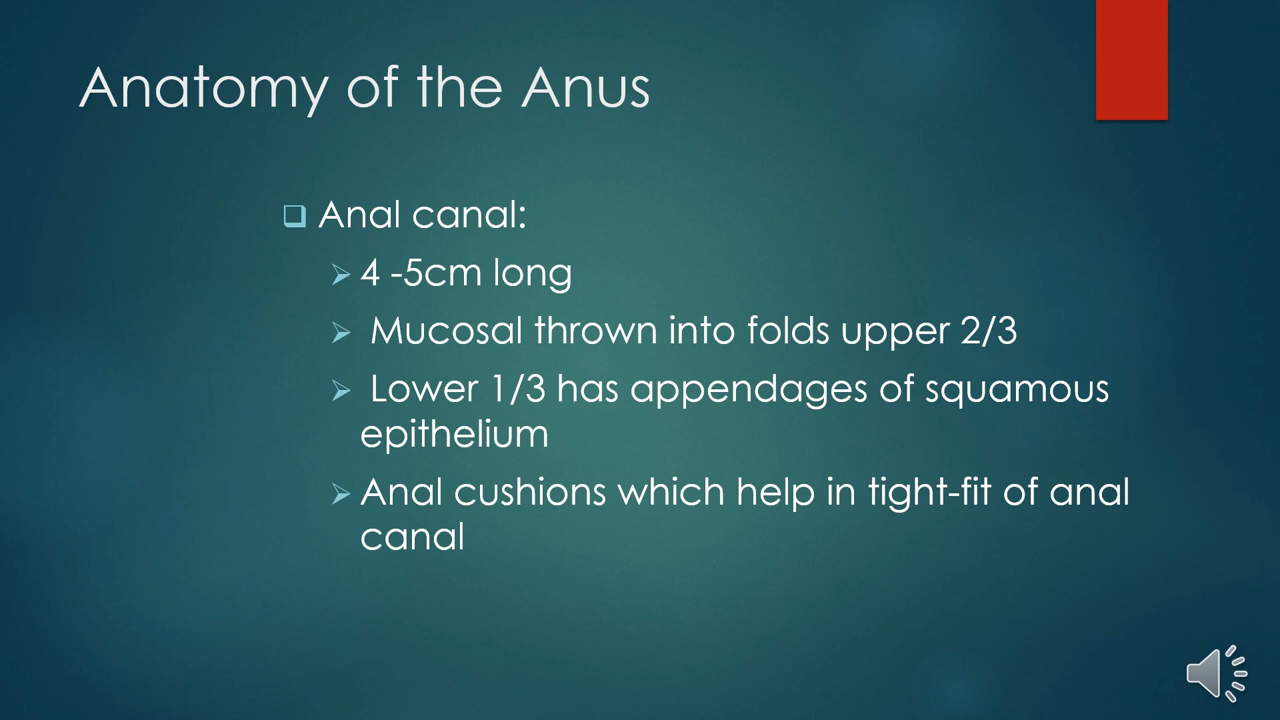 Anatomy of the Anus
Anal canal:
4 -5cm long
Mucosal thrown into folds upper 2/3
Lower 1/3 has appendages of squamous
epithelium
Anal cushions which help in tight-fit of anal
canal